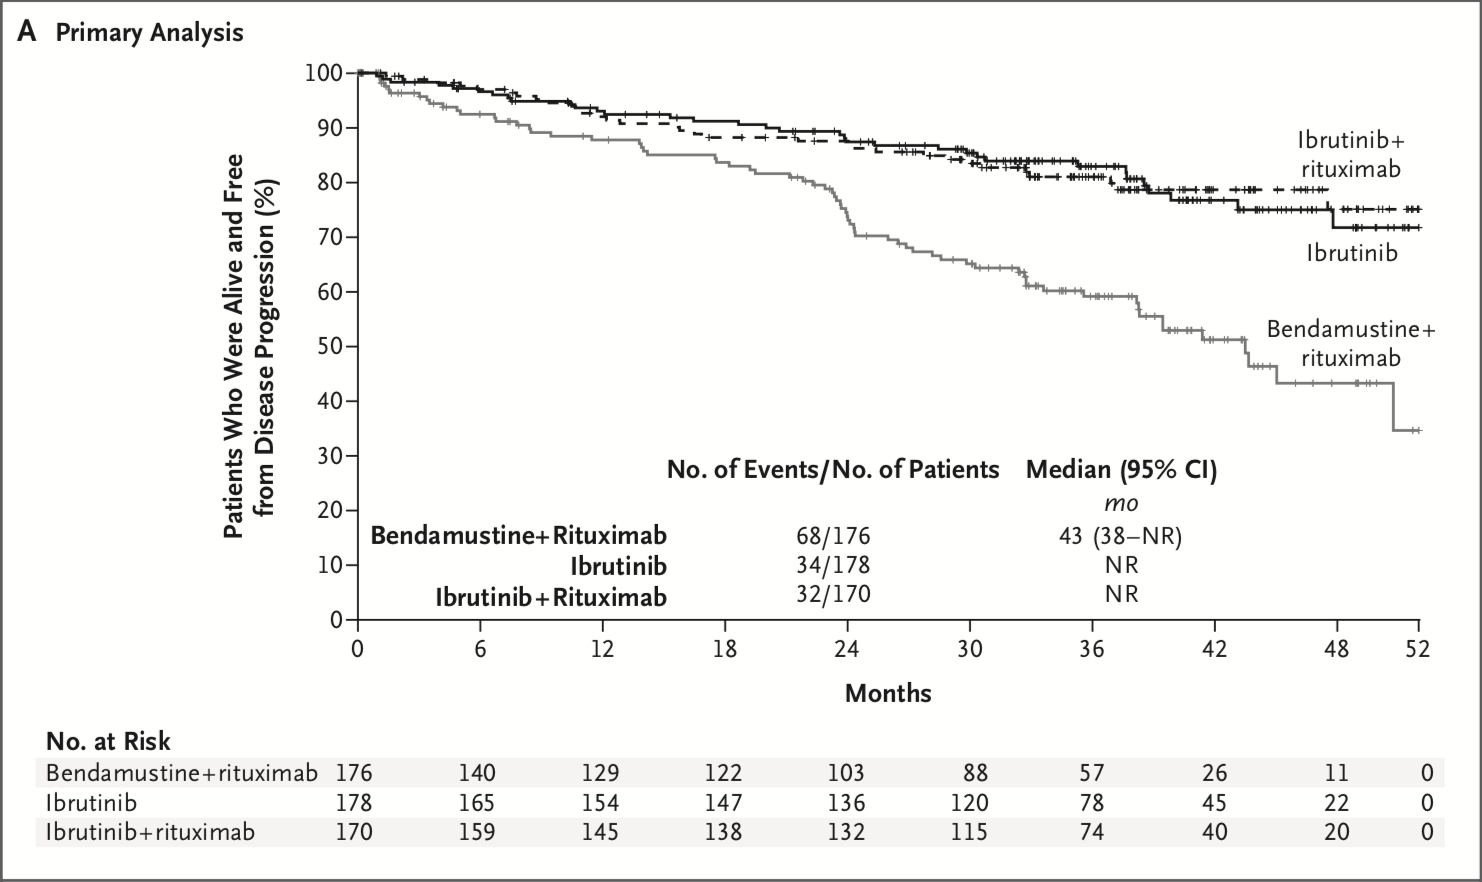 A Primary Analysis
Patients Who Were Alive and Free
from Disease Progression (%)
100
90
80
70
60
50
40
30
20
10
0
Ibrutinib+
rituximab
Ibrutinib
Bendamustine+
rituximab
No. of Events/No. of Patients Median (95% CI)
mo
Bendamustine+Rituximab 68/176 43 (38–NR)
Ibrutinib 34/178 NR
Ibrutinib+Rituximab 32/170 NR
0 6 12 18 24 30 36 42 48 52
Months
No. at Risk
Bendamustine+rituximab 176 140 129 122 103 88 57 26 11 0
Ibrutinib 178 165 154 147 136 120 78 45 22 0
Ibrutinib+rituximab 170 159 145 138 132 115 74 40 20 0